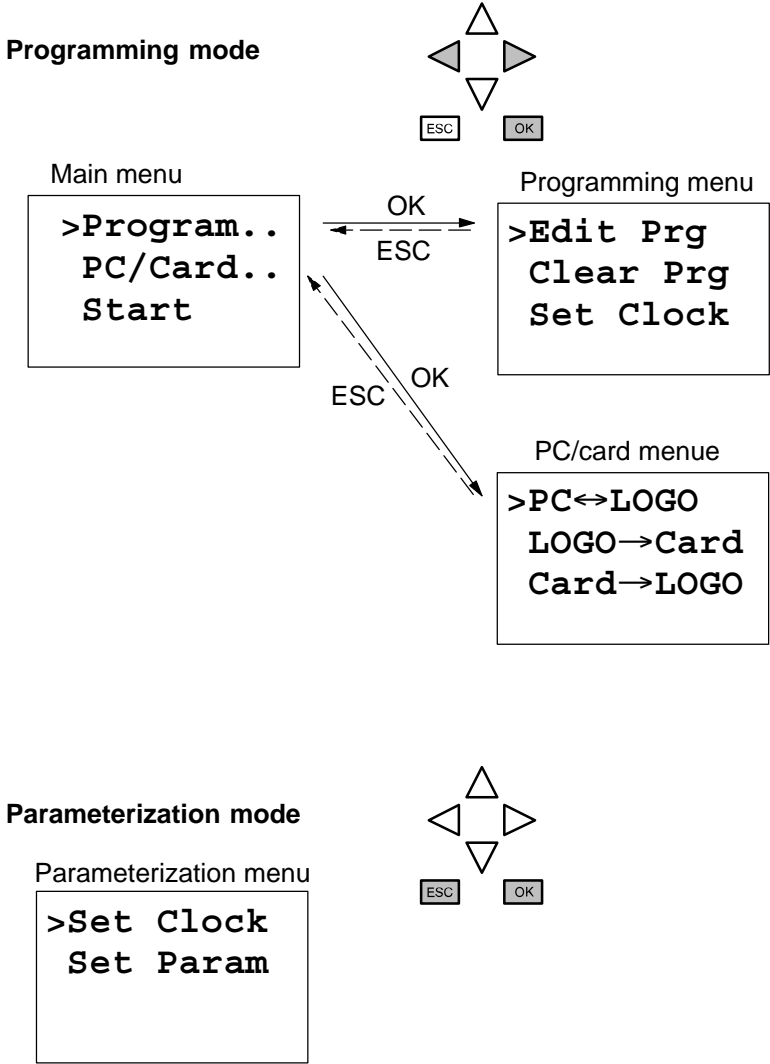 Programming mode
ESC OK
Main menu
>Program..
PC/Card..
Start
OK
ESC
Programming menu
>Edit Prg
Clear Prg
Set Clock
OK
ESC
PC/card menue
>PC↔LOGO
LOGO→Card
Card→LOGO
Parameterization mode
ESC OK
Parameterization menu
>Set Clock
Set Param